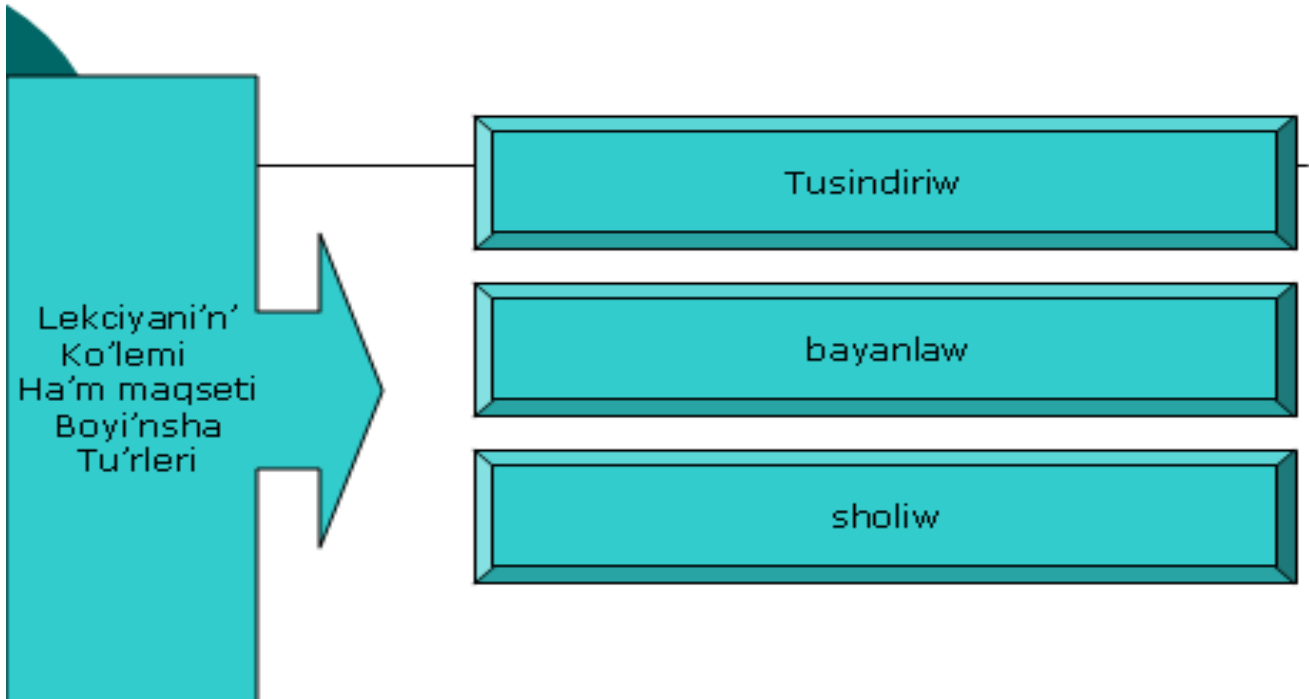 Lekciyani’n’
Ko’lemi
Ha’m maqseti
Boyi’nsha
Tu’rleri
Tusindiriw
bayanlaw
sholiw